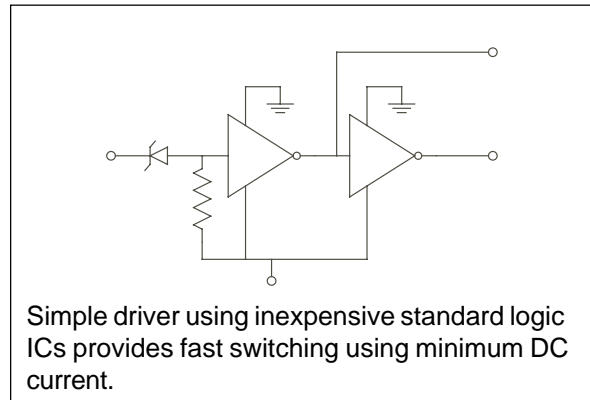 Simple driver using inexpensive standard logic
ICs provides fast switching using minimum DC
current.